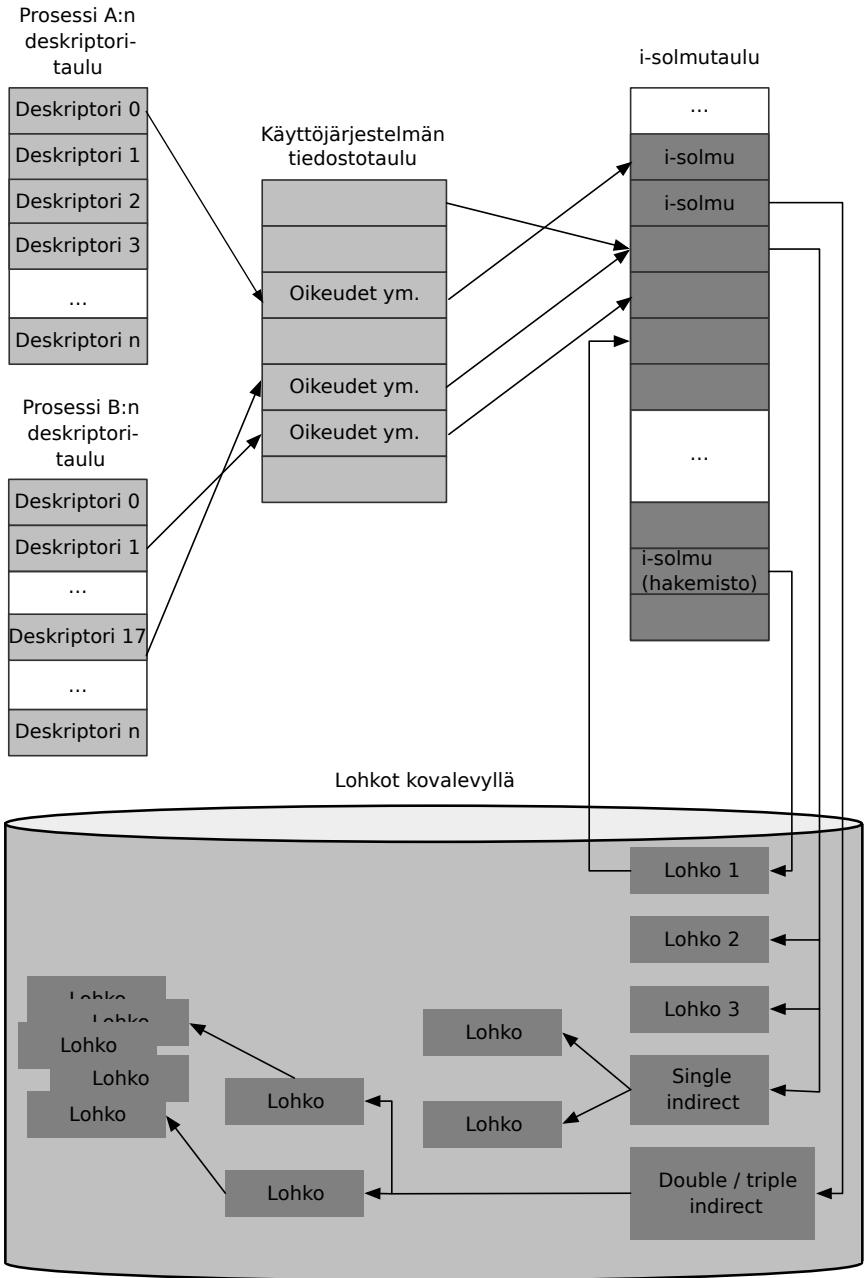 Prosessi A:n
deskriptori-
taulu
Deskriptori 0
Deskriptori 1
Deskriptori 2
Deskriptori 3
...
Deskriptori n
Prosessi B:n
deskriptori-
taulu
Deskriptori 0
Deskriptori 1
...
Deskriptori 17
...
Deskriptori n
Käyttöjärjestelmän
tiedostotaulu
Oikeudet ym.
Oikeudet ym.
Oikeudet ym.
i-solmutaulu
...
i-solmu
i-solmu
...
i-solmu
(hakemisto)
Lohkot kovalevyllä
Lohko 1
Lohko 2
Lohko 3
Single
indirect
Double / triple
indirect
Lohko
Lohko
Lohko
Lohko
Lohko
Lohko
Lohko
Lohko
Lohko